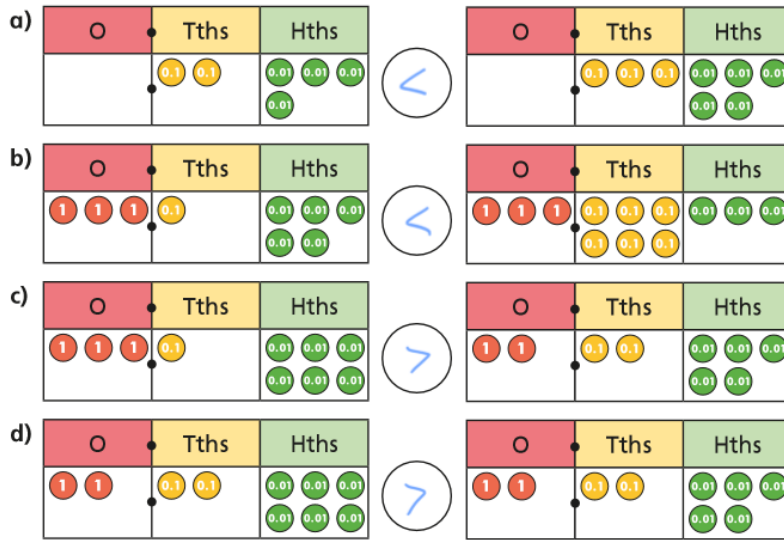 a) O Tths Hths O Tths Hths
0.1 0.1 0.01 0.01 0.01 < 0.1 0.1 0.1 0.01 0.01 0.01
0.01 0.01 0.01
b) O Tths Hths O Tths Hths
1 1 1 0.1 0.01 0.01 0.01 < 1 1 1 0.1 0.1 0.1 0.01 0.01 0.01
0.01 0.01 0.1 0.1 0.1
c) O Tths Hths O Tths Hths
1 1 1 0.1 0.01 0.01 0.01 > 1 1 0.1 0.1 0.01 0.01 0.01
0.01 0.01 0.01 0.01 0.01
d) O Tths Hths O Tths Hths
1 1 0.1 0.1 0.01 0.01 0.01 > 1 1 0.1 0.1 0.01 0.01 0.01
0.01 0.01 0.01 0.01 0.01